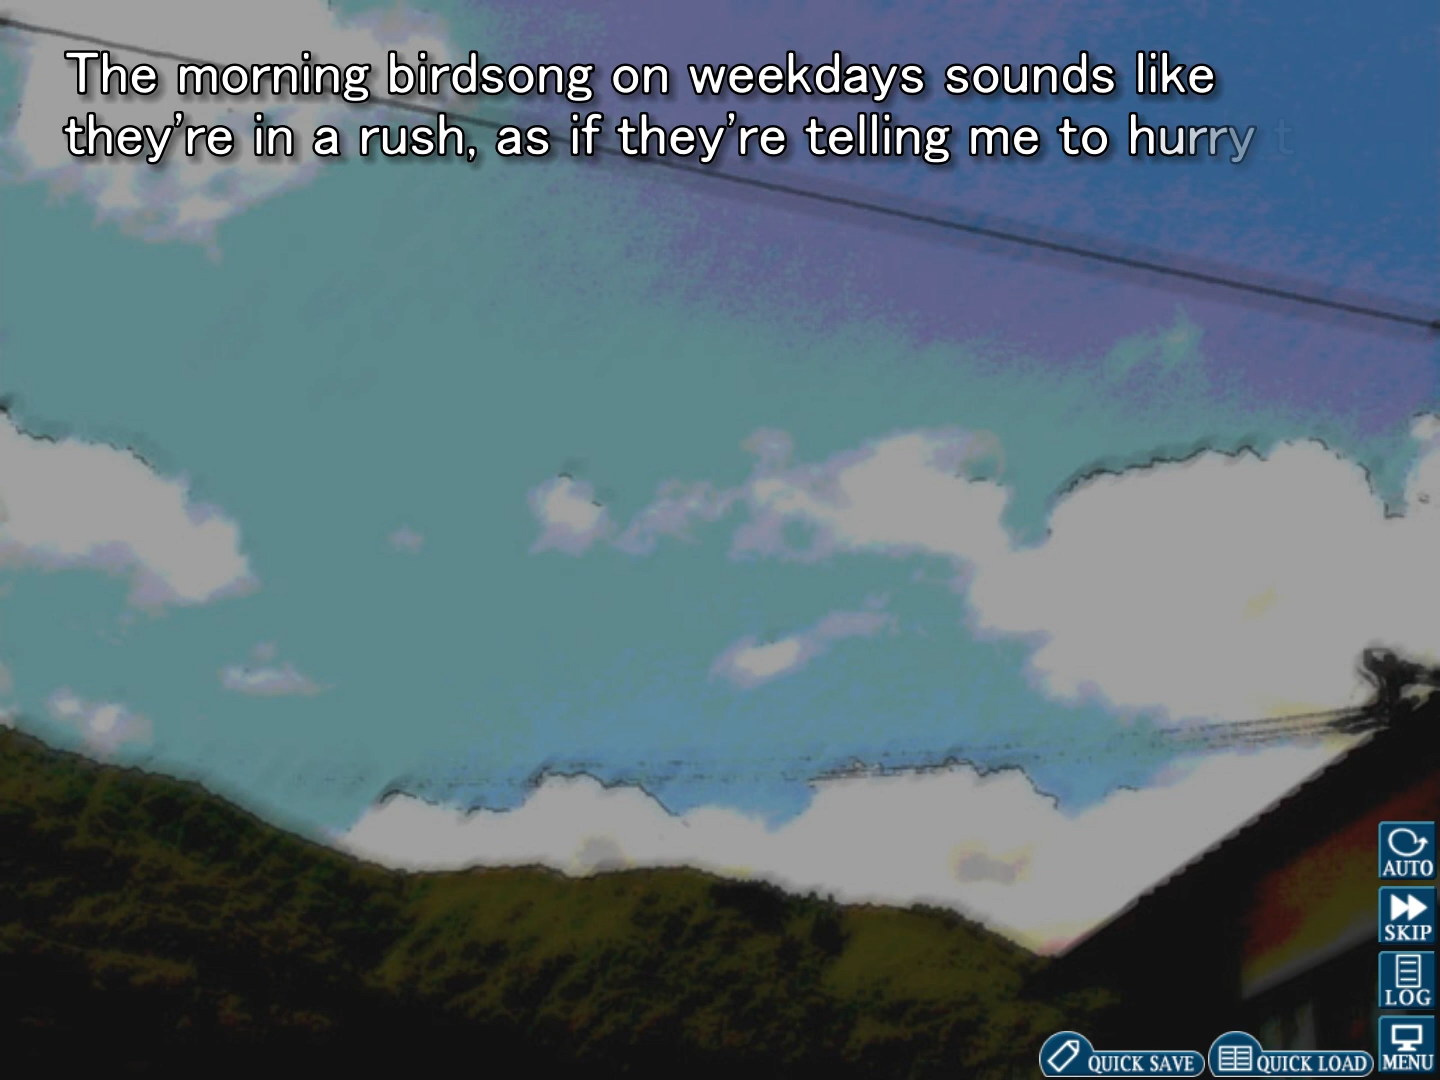 The morning birdsong on weekdays sounds like
they're in a rush, as if they're telling me to hurry t
AUTO
SKIP
LOG
MENU
QUICK SAVE
QUICK LOAD